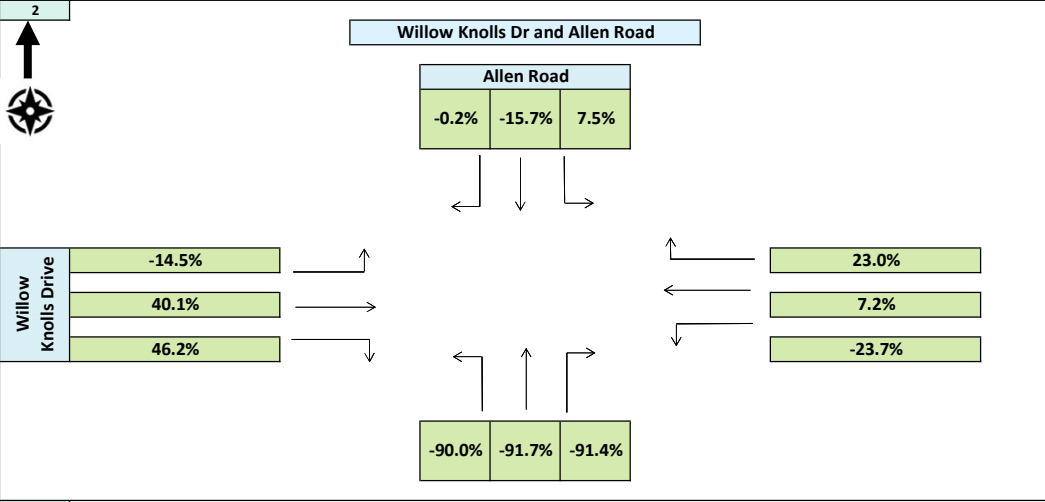 2
Willow Knolls Dr and Allen Road
Allen Road
-0.2% -15.7% 7.5%
Willow
Knolls Drive
-14.5%
40.1%
46.2%
23.0%
7.2%
-23.7%
-90.0% -91.7% -91.4%